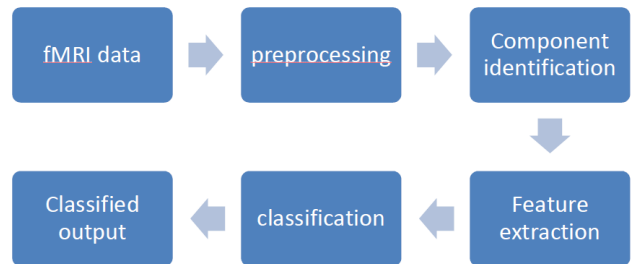 fMRI data
preprocessing
Component
identification
Feature
extraction
classification
Classified
output